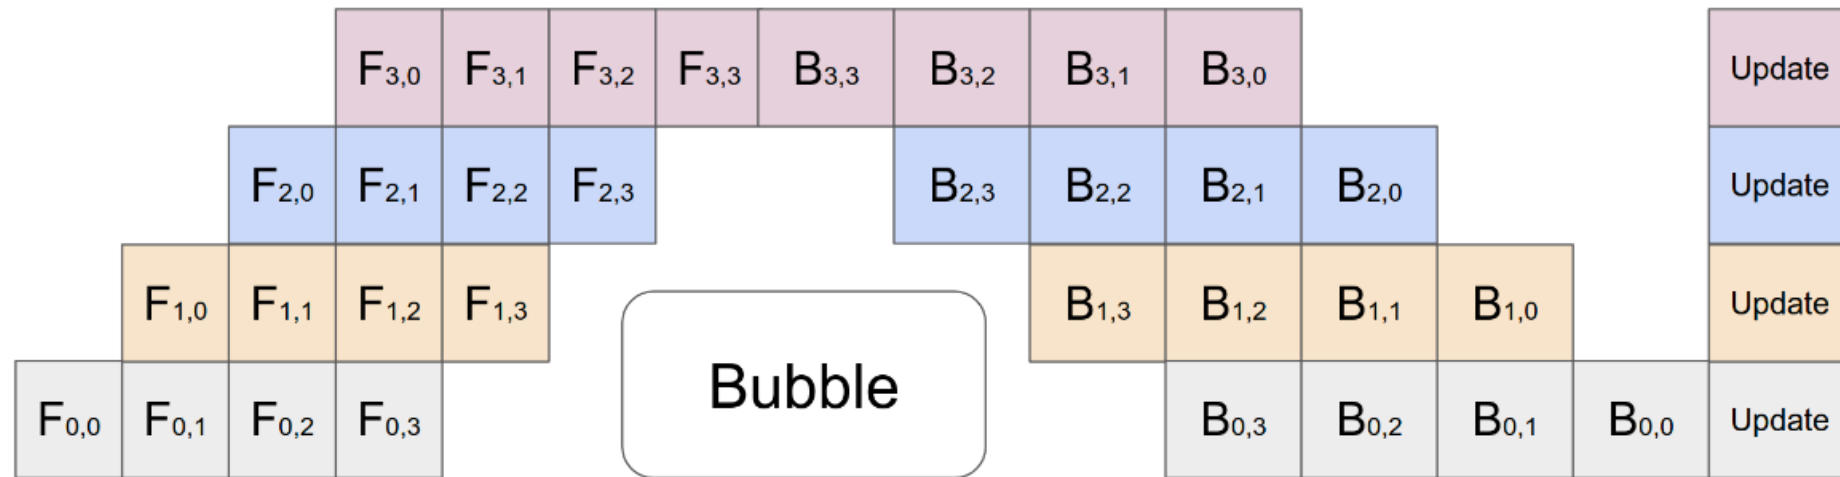 F3,0 F3,1 F3,2 F3,3 B3,3 B3,2 B3,1 B3,0 Update
F2,0 F2,1 F2,2 F2,3 B2,3 B2,2 B2,1 B2,0 Update
F1,0 F1,1 F1,2 F1,3 B1,3 B1,2 B1,1 B1,0 Update
Bubble
F0,0 F0,1 F0,2 F0,3 B0,3 B0,2 B0,1 B0,0 Update